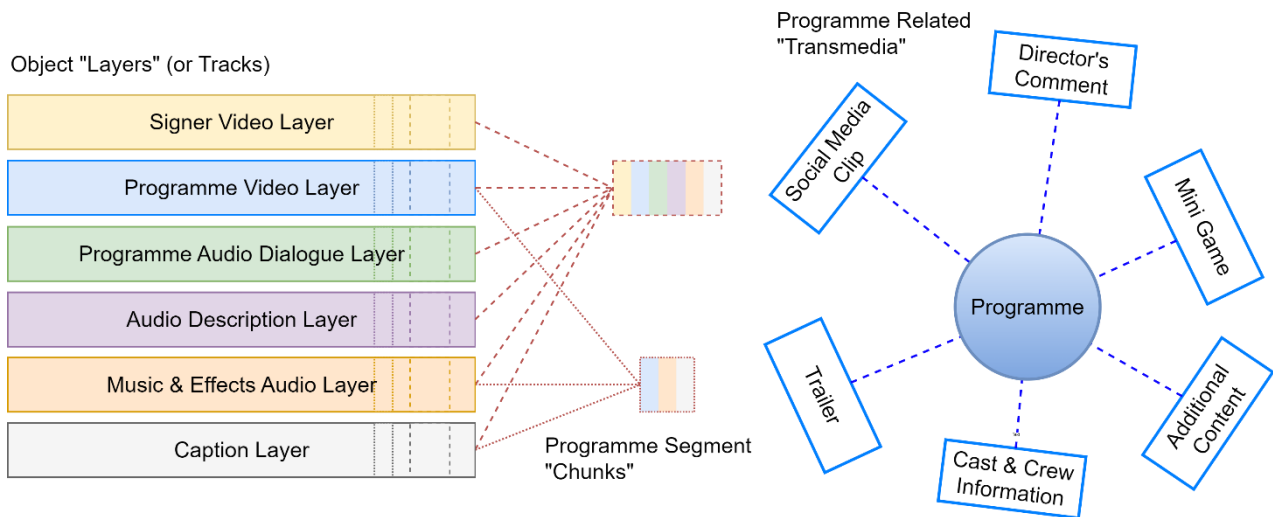 Object "Layers" (or Tracks)
Signer Video Layer
Programme Video Layer
Programme Audio Dialogue Layer
Audio Description Layer
Music & Effects Audio Layer
Caption Layer
Programme Segment
"Chunks"
Programme Related
"Transmedia"
Director's
Comment
Social Media
Clip
Mini Game
Programme
Trailer
Additional
Content
Cast & Crew
Information